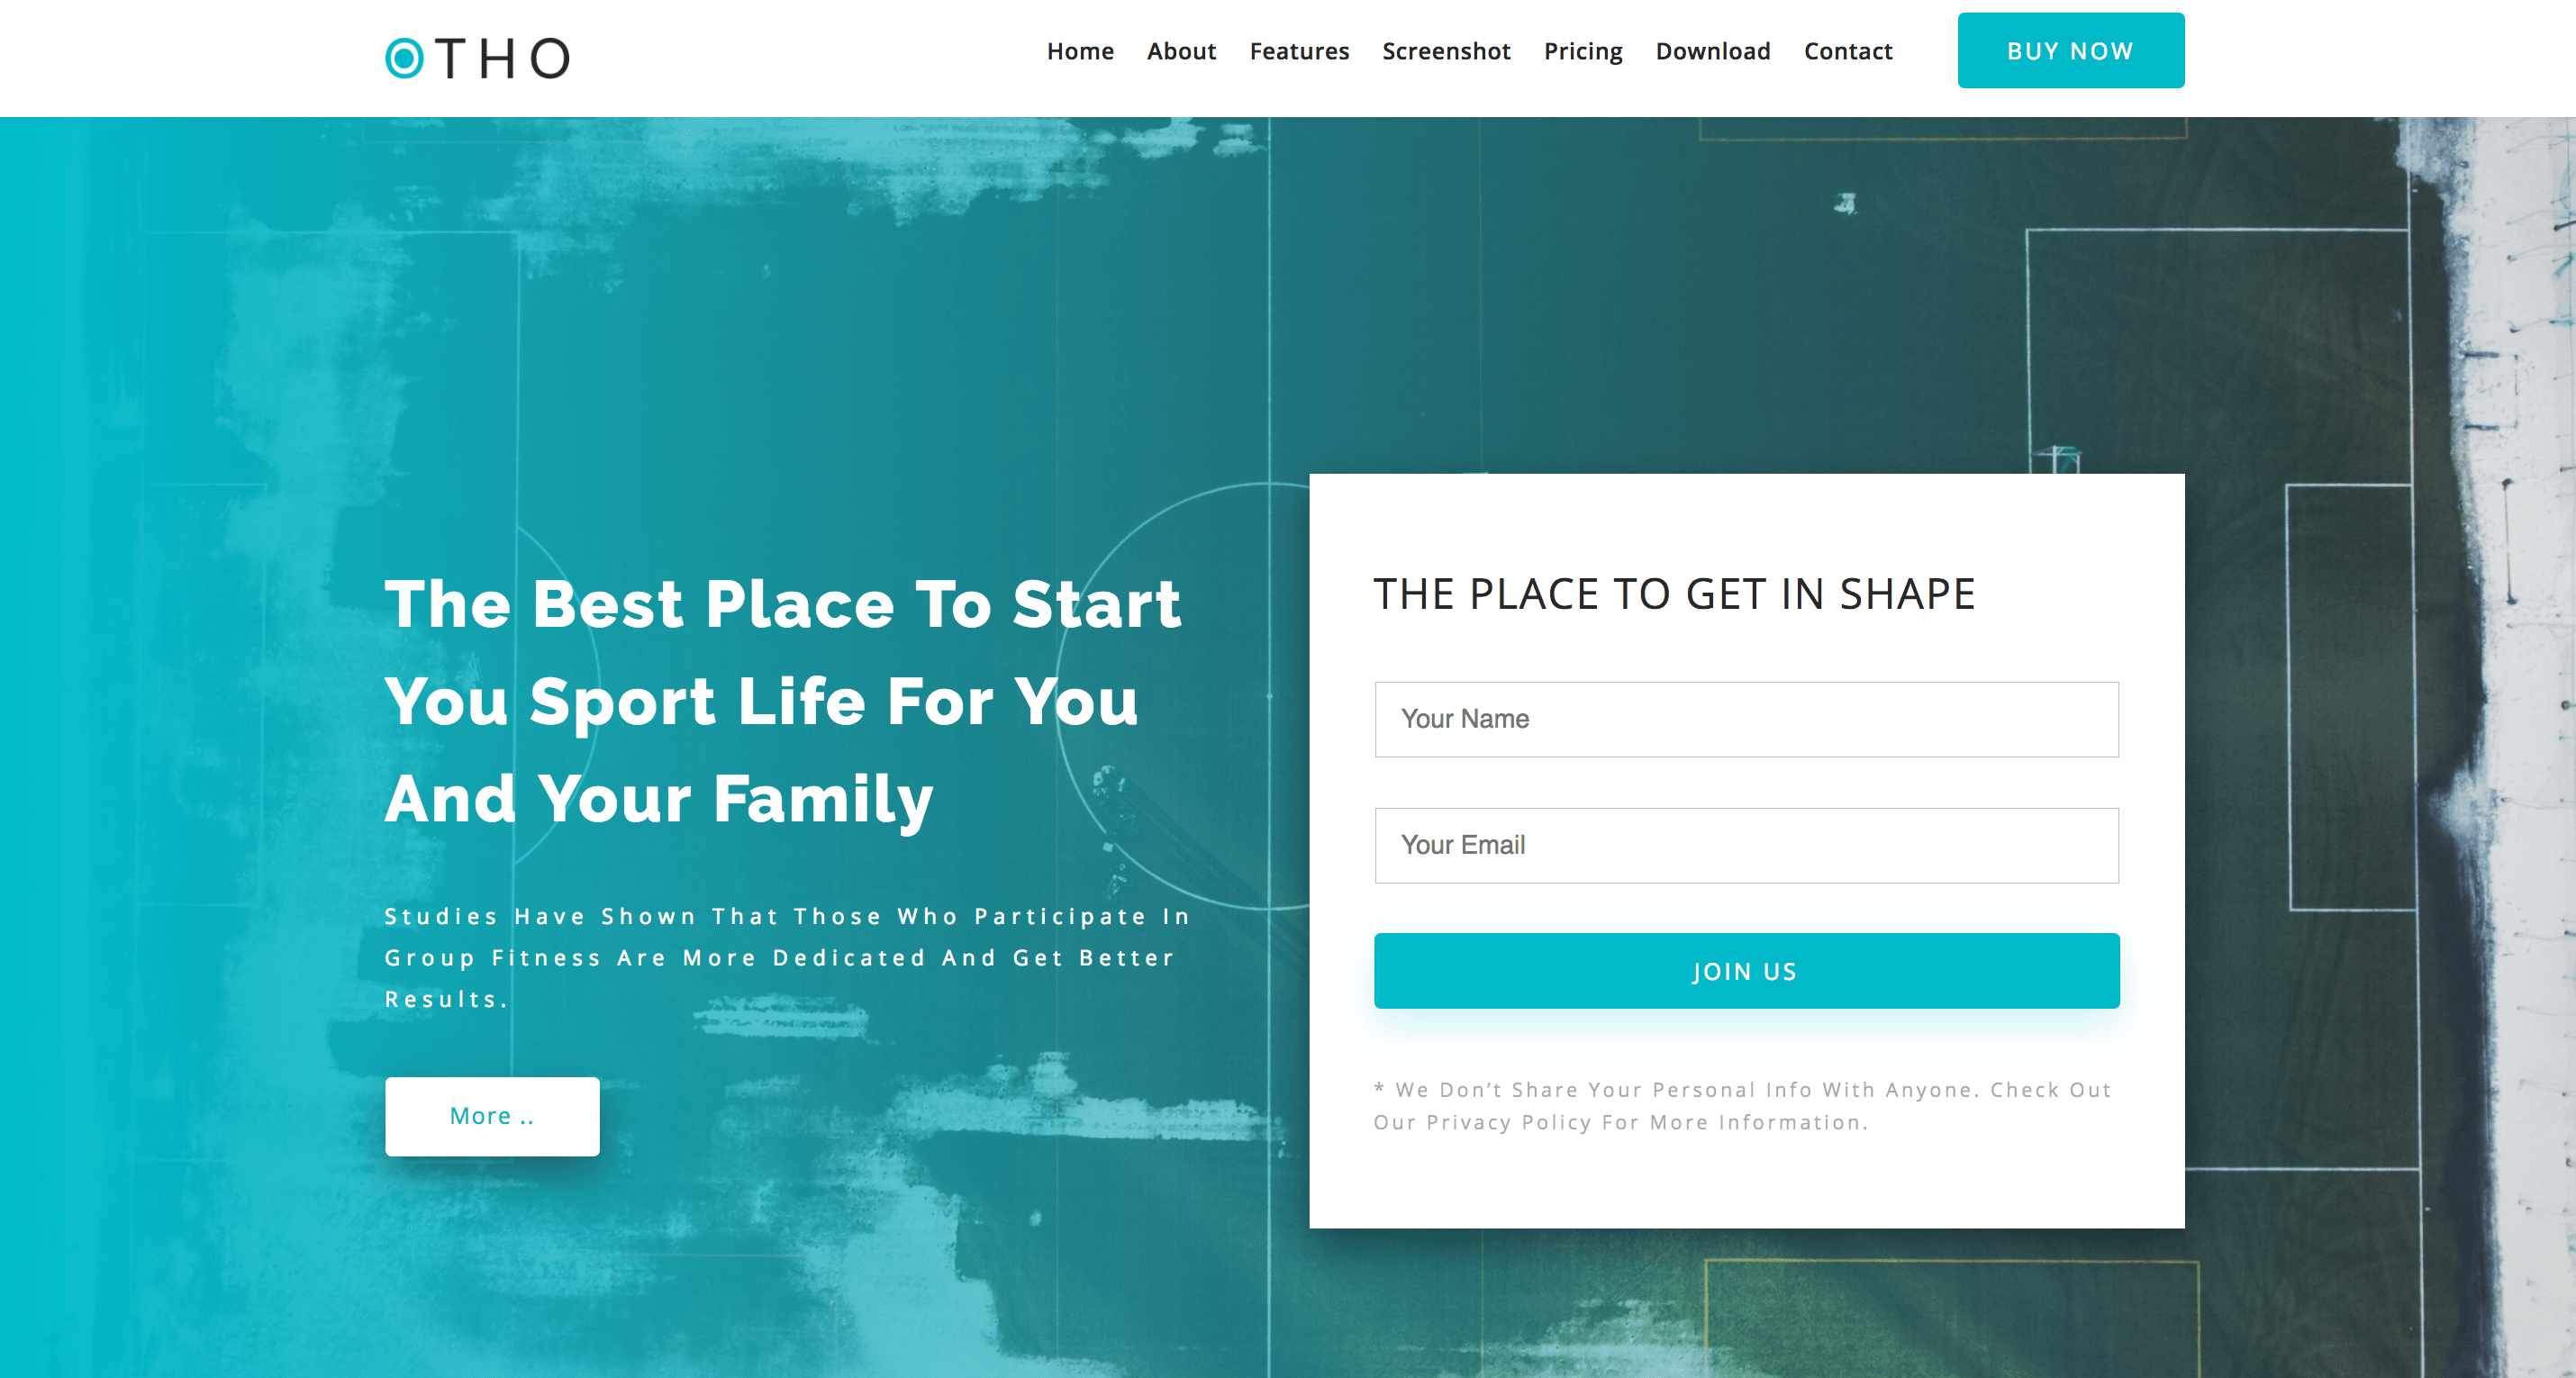 OTHO
Home About Features Screenshot Pricing Download Contact BUY NOW
The Best Place To Start
You Sport Life For You
And Your Family
Studies Have Shown That Those Who Participate In
Group Fitness Are More Dedicated And Get Better
Results.
More ..
THE PLACE TO GET IN SHAPE
Your Name
Your Email
JOIN US
* We Don’t Share Your Personal Info With Anyone. Check Out
Our Privacy Policy For More Information.